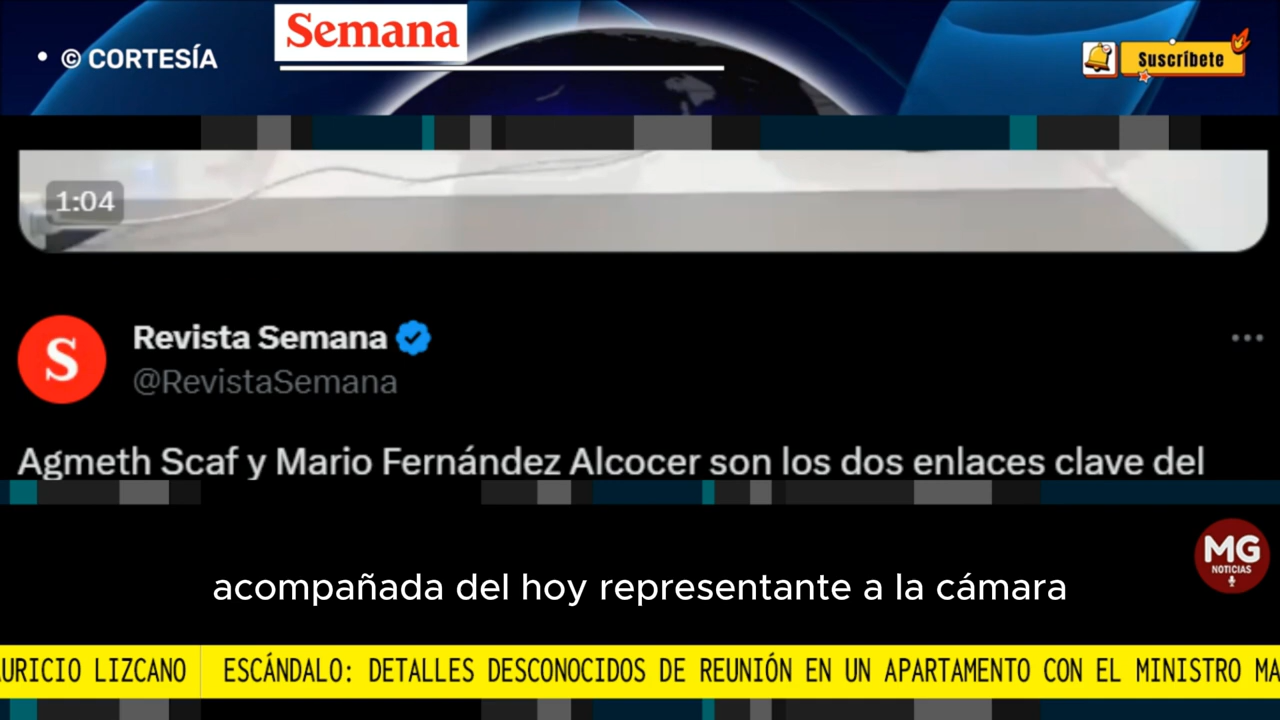 • © CORTESÍA
Semana
Suscríbete
1:04
S
Revista Semana
@RevistaSemana
Agmeth Scaf y Mario Fernández Alcocer son los dos enlaces clave del
MG
NOTICIAS
acompañada del hoy representante a la cámara
URICIO LIZCANO ESCÁNDALO: DETALLES DESCONOCIDOS DE REUNIÓN EN UN APARTAMENTO CON EL MINISTRO MA